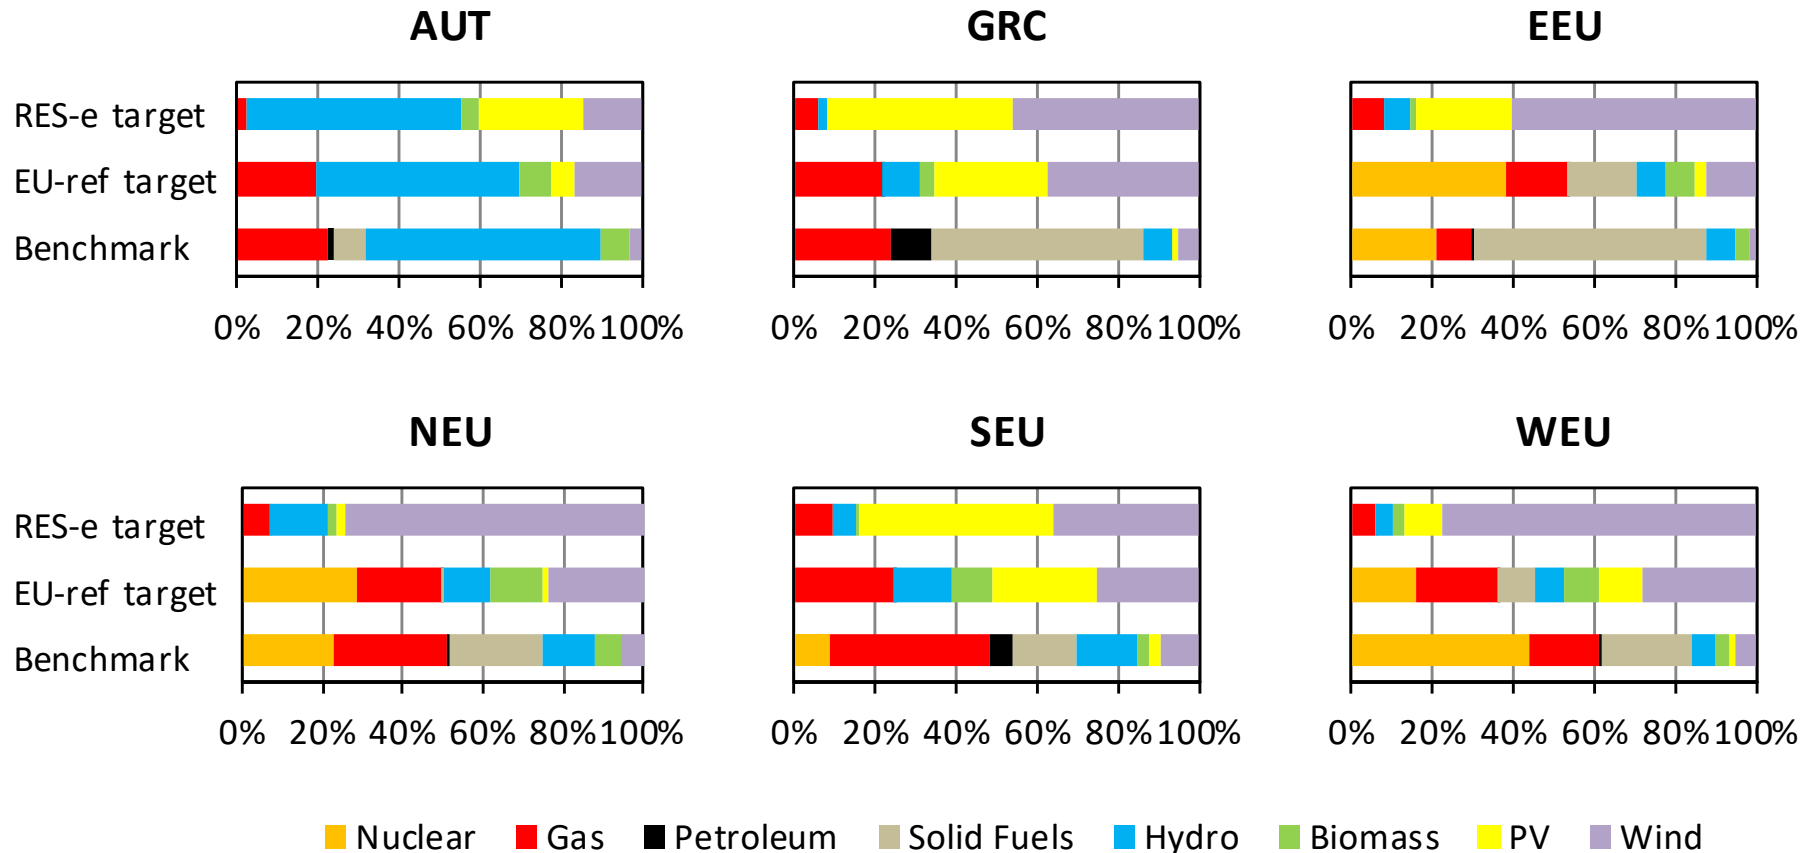 AUT GRC EEU
RES-e target
EU-ref target
Benchmark
0% 20% 40% 60% 80% 100% 0% 20% 40% 60% 80% 100% 0% 20% 40% 60% 80% 100%
NEU SEU WEU
RES-e target
EU-ref target
Benchmark
0% 20% 40% 60% 80% 100% 0% 20% 40% 60% 80% 100% 0% 20% 40% 60% 80% 100%
Nuclear Gas Petroleum Solid Fuels Hydro Biomass PV Wind